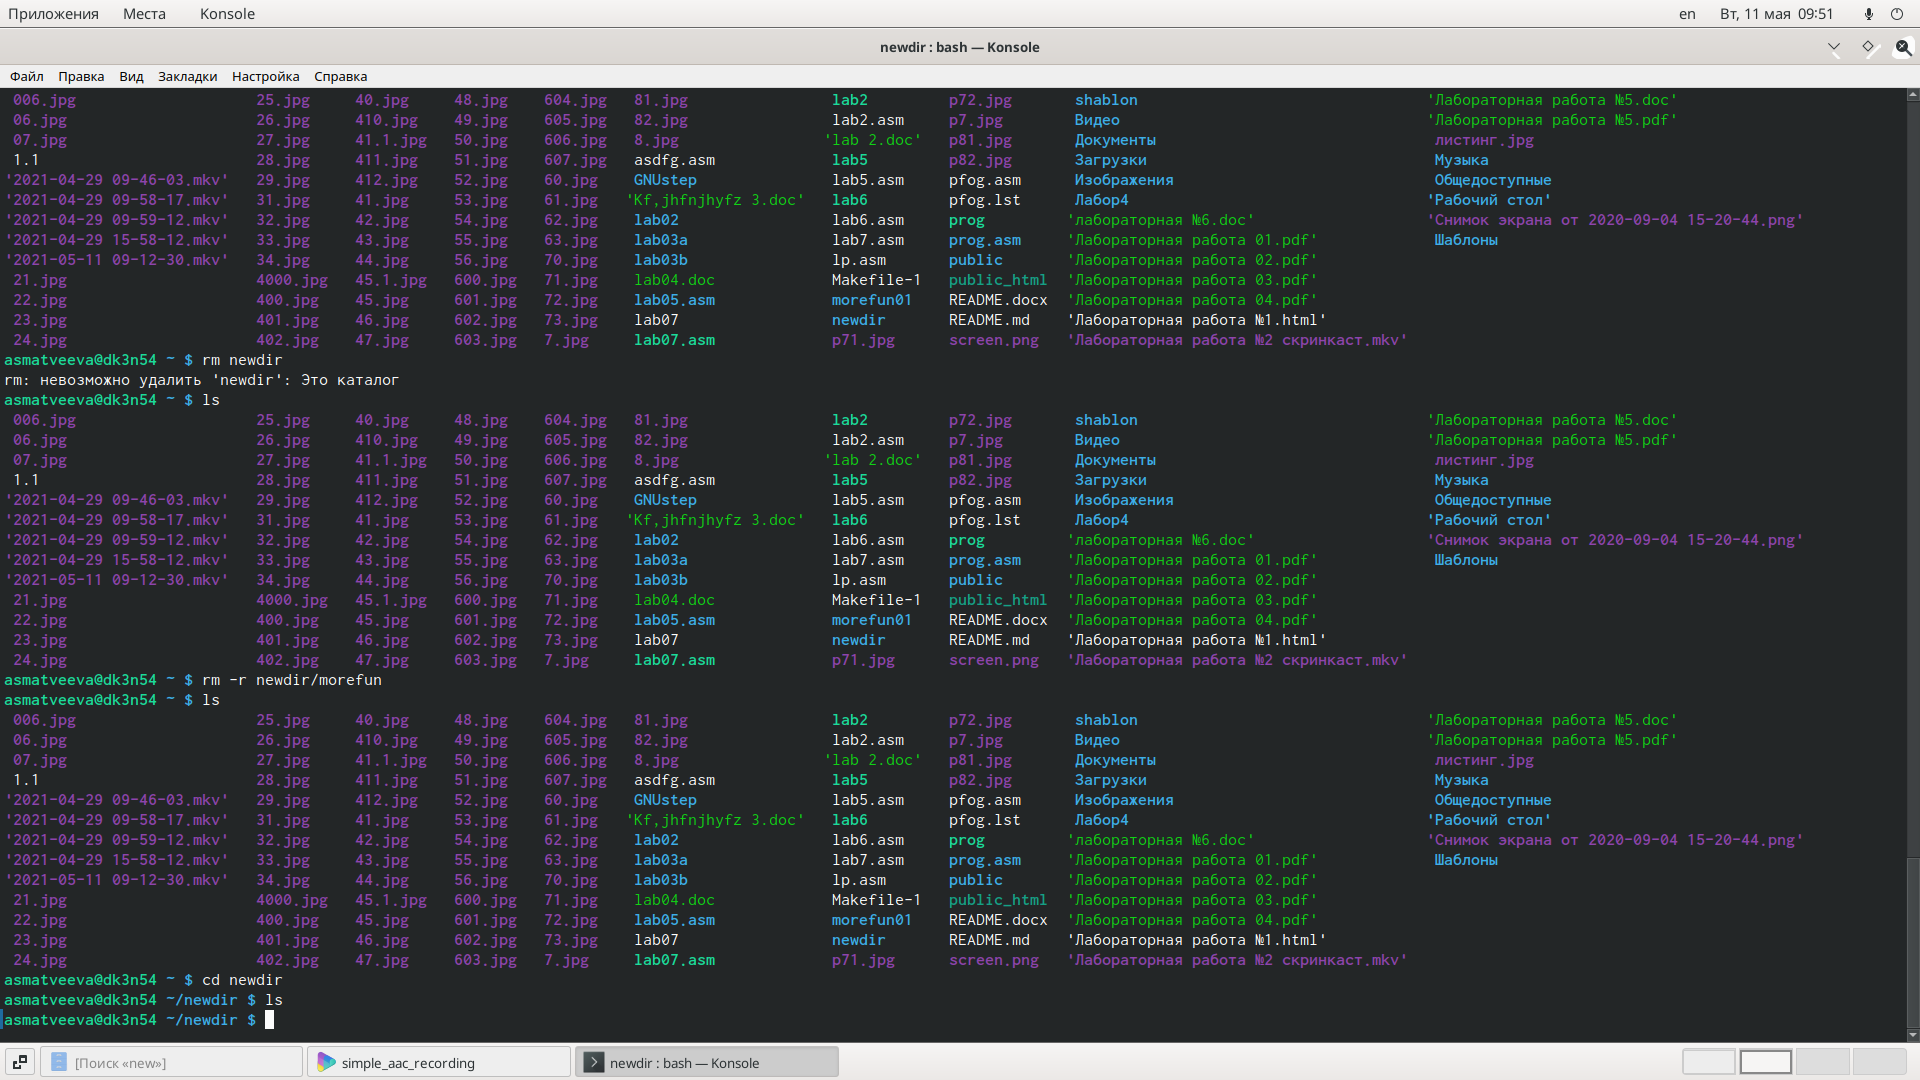 Приложения Места Konsole en Вт, 11 мая 09:51
newdir : bash — Konsole
Файл Правка Вид Закладки Настройка Справка
006.jpg 25.jpg 40.jpg 48.jpg 604.jpg 81.jpg lab2 p72.jpg shablon 'Лабораторная работа №5.doc'
06.jpg 26.jpg 410.jpg 49.jpg 605.jpg 82.jpg lab2.asm p7.jpg Видео 'Лабораторная работа №5.pdf'
07.jpg 27.jpg 41.1.jpg 50.jpg 606.jpg 8.jpg 'lab 2.doc' p81.jpg Документы листинг.jpg
1.1 28.jpg 411.jpg 51.jpg 607.jpg asdfg.asm lab5 p82.jpg Загрузки Музыка
'2021-04-29 09-46-03.mkv' 29.jpg 412.jpg 52.jpg 60.jpg GNUstep lab5.asm pfog.asm Изображения Общедоступные
'2021-04-29 09-58-17.mkv' 31.jpg 41.jpg 53.jpg 61.jpg 'Kf,jhfnjhyfz 3.doc' lab6 pfog.lst Лабор4 'Рабочий стол'
'2021-04-29 09-59-12.mkv' 32.jpg 42.jpg 54.jpg 62.jpg lab02 lab6.asm prog 'лабораторная №6.doc' 'Снимок экрана от 2020-09-04 15-20-44.png'
'2021-04-29 15-58-12.mkv' 33.jpg 43.jpg 55.jpg 63.jpg lab03a lab7.asm prog.asm 'Лабораторная работа 01.pdf' Шаблоны
'2021-05-11 09-12-30.mkv' 34.jpg 44.jpg 56.jpg 70.jpg lab03b lp.asm public 'Лабораторная работа 02.pdf'
21.jpg 4000.jpg 45.1.jpg 600.jpg 71.jpg lab04.doc Makefile-1 public_html 'Лабораторная работа 03.pdf'
22.jpg 400.jpg 45.jpg 601.jpg 72.jpg lab05.asm morefun01 README.docx 'Лабораторная работа 04.pdf'
23.jpg 401.jpg 46.jpg 602.jpg 73.jpg lab07 newdir README.md 'Лабораторная работа №1.html'
24.jpg 402.jpg 47.jpg 603.jpg 7.jpg lab07.asm p71.jpg screen.png 'Лабораторная работа №2 скринкаст.mkv'
asmatveeva@dk3n54 ~ $ rm newdir
rm: невозможно удалить 'newdir': Это каталог
asmatveeva@dk3n54 ~ $ ls
006.jpg 25.jpg 40.jpg 48.jpg 604.jpg 81.jpg lab2 p72.jpg shablon 'Лабораторная работа №5.doc'
06.jpg 26.jpg 410.jpg 49.jpg 605.jpg 82.jpg lab2.asm p7.jpg Видео 'Лабораторная работа №5.pdf'
07.jpg 27.jpg 41.1.jpg 50.jpg 606.jpg 8.jpg 'lab 2.doc' p81.jpg Документы листинг.jpg
1.1 28.jpg 411.jpg 51.jpg 607.jpg asdfg.asm lab5 p82.jpg Загрузки Музыка
'2021-04-29 09-46-03.mkv' 29.jpg 412.jpg 52.jpg 60.jpg GNUstep lab5.asm pfog.asm Изображения Общедоступные
'2021-04-29 09-58-17.mkv' 31.jpg 41.jpg 53.jpg 61.jpg 'Kf,jhfnjhyfz 3.doc' lab6 pfog.lst Лабор4 'Рабочий стол'
'2021-04-29 09-59-12.mkv' 32.jpg 42.jpg 54.jpg 62.jpg lab02 lab6.asm prog 'лабораторная №6.doc' 'Снимок экрана от 2020-09-04 15-20-44.png'
'2021-04-29 15-58-12.mkv' 33.jpg 43.jpg 55.jpg 63.jpg lab03a lab7.asm prog.asm 'Лабораторная работа 01.pdf' Шаблоны
'2021-05-11 09-12-30.mkv' 34.jpg 44.jpg 56.jpg 70.jpg lab03b lp.asm public 'Лабораторная работа 02.pdf'
21.jpg 4000.jpg 45.1.jpg 600.jpg 71.jpg lab04.doc Makefile-1 public_html 'Лабораторная работа 03.pdf'
22.jpg 400.jpg 45.jpg 601.jpg 72.jpg lab05.asm morefun01 README.docx 'Лабораторная работа 04.pdf'
23.jpg 401.jpg 46.jpg 602.jpg 73.jpg lab07 newdir README.md 'Лабораторная работа №1.html'
24.jpg 402.jpg 47.jpg 603.jpg 7.jpg lab07.asm p71.jpg screen.png 'Лабораторная работа №2 скринкаст.mkv'
asmatveeva@dk3n54 ~ $ rm -r newdir/morefun
asmatveeva@dk3n54 ~ $ ls
006.jpg 25.jpg 40.jpg 48.jpg 604.jpg 81.jpg lab2 p72.jpg shablon 'Лабораторная работа №5.doc'
06.jpg 26.jpg 410.jpg 49.jpg 605.jpg 82.jpg lab2.asm p7.jpg Видео 'Лабораторная работа №5.pdf'
07.jpg 27.jpg 41.1.jpg 50.jpg 606.jpg 8.jpg 'lab 2.doc' p81.jpg Документы листинг.jpg
1.1 28.jpg 411.jpg 51.jpg 607.jpg asdfg.asm lab5 p82.jpg Загрузки Музыка
'2021-04-29 09-46-03.mkv' 29.jpg 412.jpg 52.jpg 60.jpg GNUstep lab5.asm pfog.asm Изображения Общедоступные
'2021-04-29 09-58-17.mkv' 31.jpg 41.jpg 53.jpg 61.jpg 'Kf,jhfnjhyfz 3.doc' lab6 pfog.lst Лабор4 'Рабочий стол'
'2021-04-29 09-59-12.mkv' 32.jpg 42.jpg 54.jpg 62.jpg lab02 lab6.asm prog 'лабораторная №6.doc' 'Снимок экрана от 2020-09-04 15-20-44.png'
'2021-04-29 15-58-12.mkv' 33.jpg 43.jpg 55.jpg 63.jpg lab03a lab7.asm prog.asm 'Лабораторная работа 01.pdf' Шаблоны
'2021-05-11 09-12-30.mkv' 34.jpg 44.jpg 56.jpg 70.jpg lab03b lp.asm public 'Лабораторная работа 02.pdf'
21.jpg 4000.jpg 45.1.jpg 600.jpg 71.jpg lab04.doc Makefile-1 public_html 'Лабораторная работа 03.pdf'
22.jpg 400.jpg 45.jpg 601.jpg 72.jpg lab05.asm morefun01 README.docx 'Лабораторная работа 04.pdf'
23.jpg 401.jpg 46.jpg 602.jpg 73.jpg lab07 newdir README.md 'Лабораторная работа №1.html'
24.jpg 402.jpg 47.jpg 603.jpg 7.jpg lab07.asm p71.jpg screen.png 'Лабораторная работа №2 скринкаст.mkv'
asmatveeva@dk3n54 ~ $ cd newdir
asmatveeva@dk3n54 ~/newdir $ ls
asmatveeva@dk3n54 ~/newdir $
[Поиск «new»] simple_aac_recording newdir : bash — Konsole